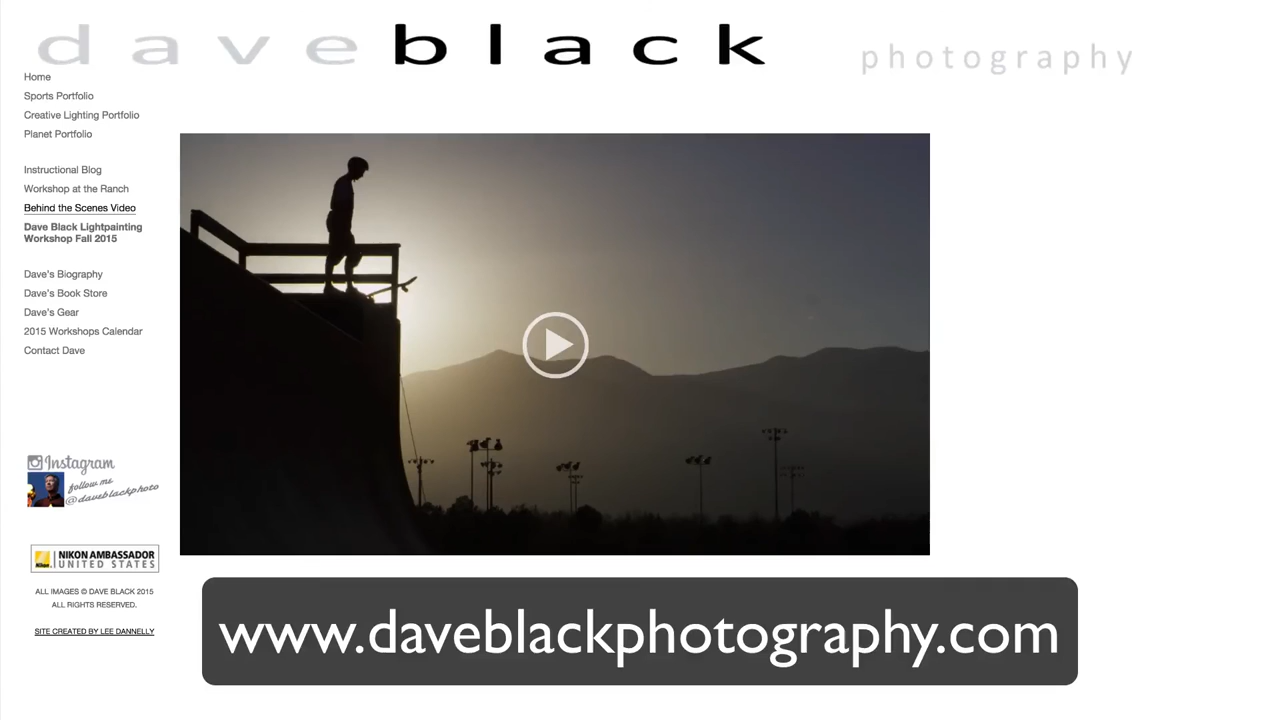 daveblack photography
Home
Sports Portfolio
Creative Lighting Portfolio
Planet Portfolio
Instructional Blog
Workshop at the Ranch
Behind the Scenes Video
Dave Black Lightpainting
Workshop Fall 2015
Dave's Biography
Dave's Book Store
Dave's Gear
2015 Workshops Calendar
Contact Dave
Instagram
follow me
@daveblackphoto
Nikon
NIKON AMBASSADOR
UNITED STATES
ALL IMAGES © DAVE BLACK 2015
ALL RIGHTS RESERVED.
SITE CREATED BY LEE DANNELLY
www.daveblackphotography.com